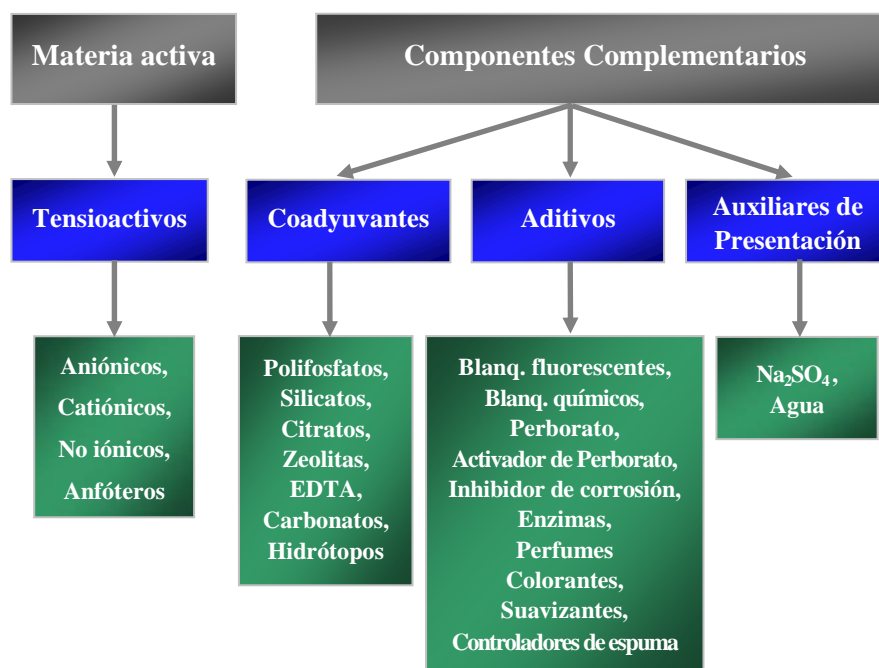 Materia activa
Componentes Complementarios
Tensioactivos
Coadyuvantes
Aditivos
Auxiliares de
Presentación
Aniónicos,
Catiónicos,
No iónicos,
Anfóteros
Polifosfatos,
Silicatos,
Citratos,
Zeolitas,
EDTA,
Carbonatos,
Hidrótopos
Blanq. fluorescentes,
Blanq. químicos,
Perborato,
Activador de Perborato,
Inhibidor de corrosión,
Enzimas,
Perfumes
Colorantes,
Suavizantes,
Controladores de espuma
Na₂SO₄,
Agua